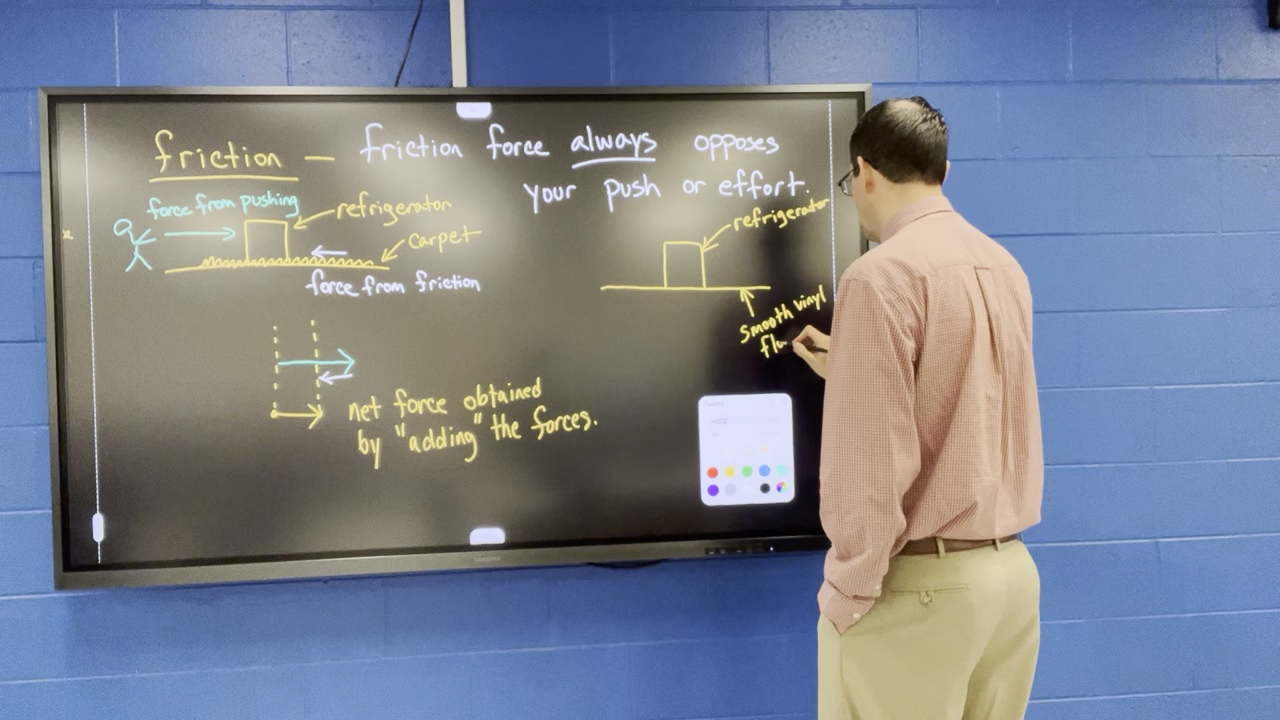 friction — friction force always opposes
your push or effort.
force from pushing
refrigerator
carpet
force from friction
refrigerator
smooth vinyl
net force obtained
by "adding" the forces.